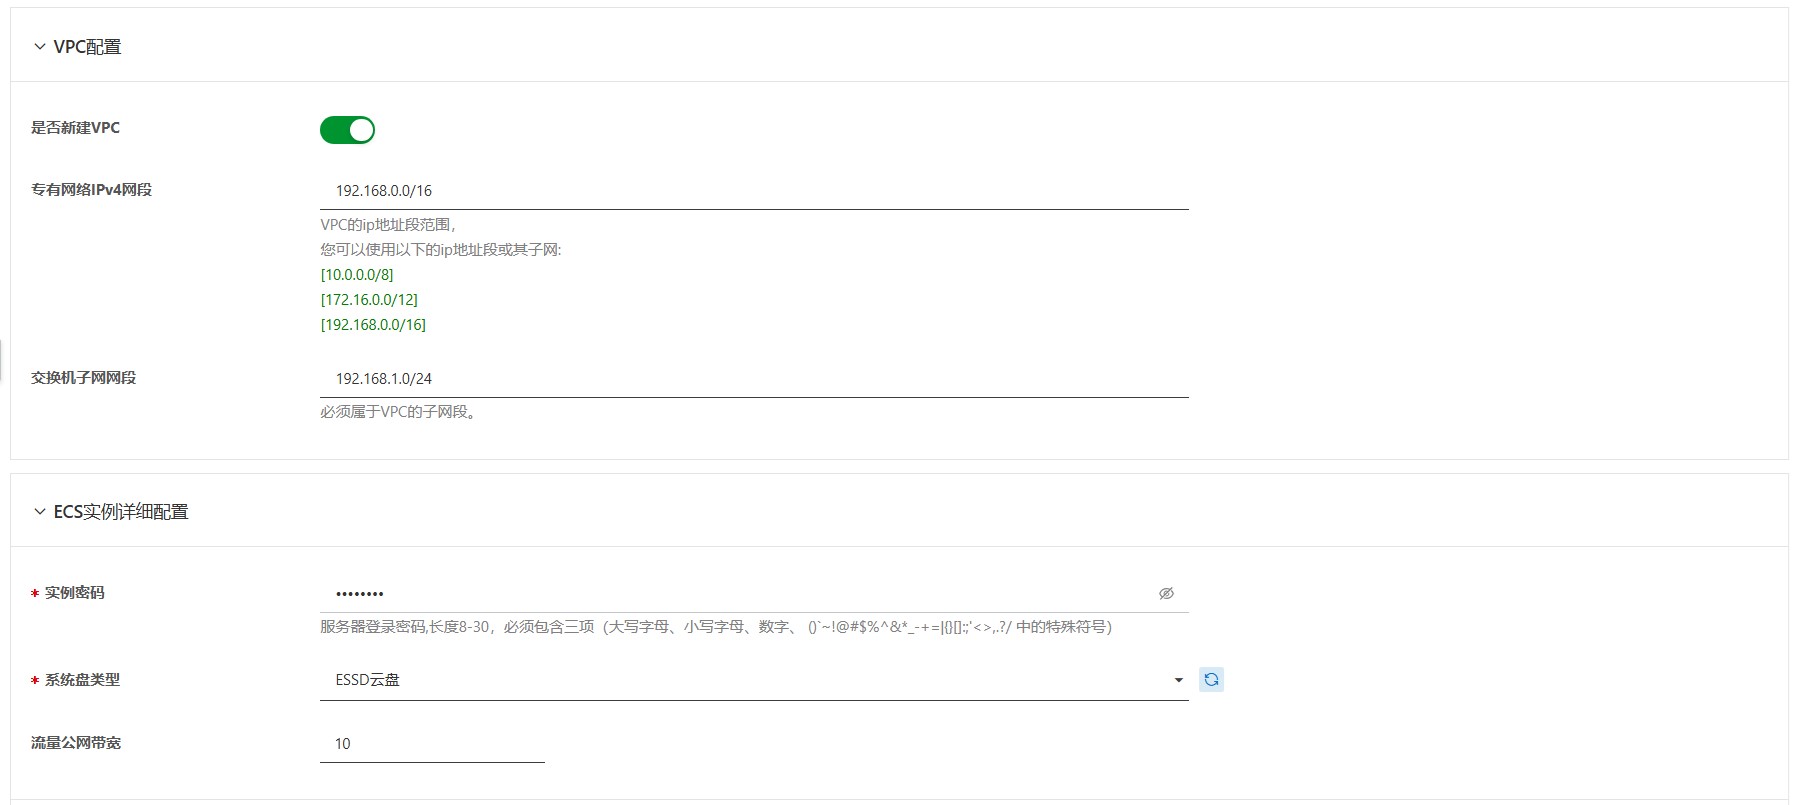 VPC配置
是否新建VPC
专有网络IPv4网段
192.168.0.0/16
VPC的ip地址段范围，
您可以使用以下的ip地址段或其子网:
[10.0.0.0/8]
[172.16.0.0/12]
[192.168.0.0/16]
交换机子网网段
192.168.1.0/24
必须属于VPC的子网段。
ECS实例详细配置
* 实例密码
••••••••
服务器登录密码,长度8-30，必须包含三项（大写字母、小写字母、数字、 ()`~!@#$%^&*_-+=|{}[]:;'<>,.?/ 中的特殊符号）
* 系统盘类型
ESSD云盘
流量公网带宽
10